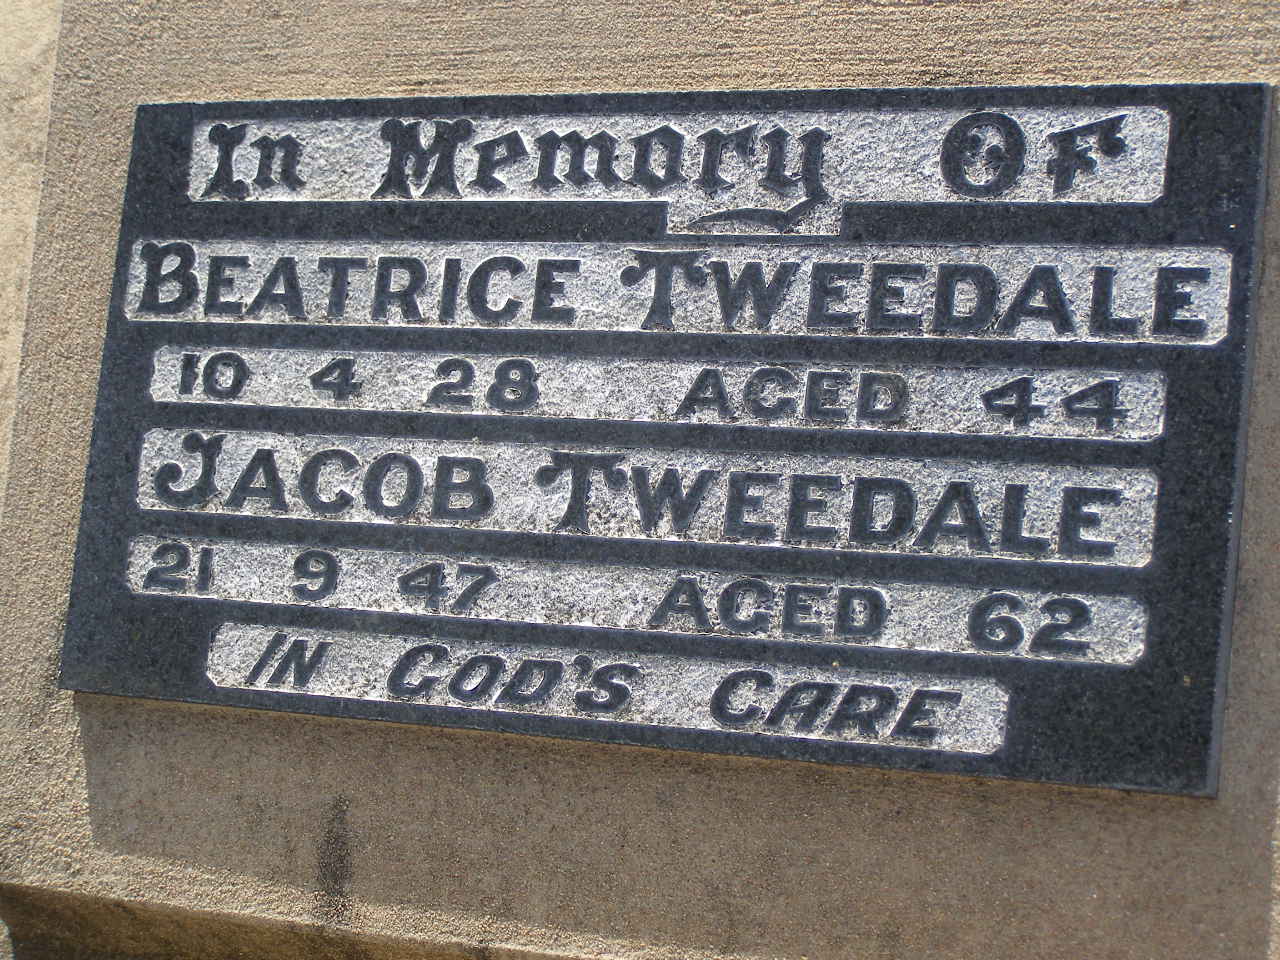 In Memory Of
BEATRICE TWEEDALE
10 4 28 AGED 44
JACOB TWEEDALE
21 9 47 AGED 62
IN GOD'S CARE